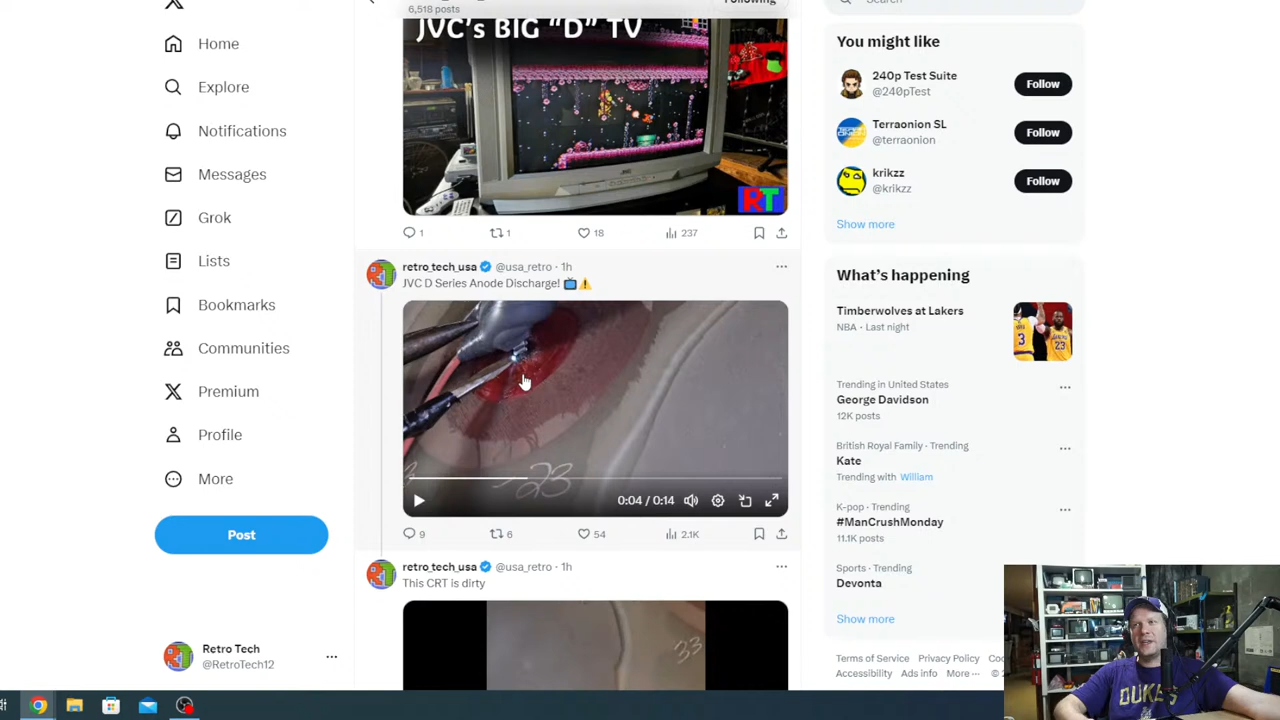 6,518 posts
Following
Search
Home
Explore
Notifications
Messages
Grok
Lists
Bookmarks
Communities
Premium
Profile
More
Post
Retro Tech
@RetroTech12
JVC's BIG "D" TV
JVC
RT
1
1
18
237
retro_tech_usa @usa_retro · 1h
JVC D Series Anode Discharge! 📺⚠️
23
0:04 / 0:14
9
6
54
2.1K
retro_tech_usa @usa_retro · 1h
This CRT is dirty
33
You might like
240p Test Suite
@240pTest
Follow
Terraonion SL
@terraonion
Follow
krikzz
@krikzz
Follow
Show more
What's happening
Timberwolves at Lakers
NBA · Last night
Trending in United States
George Davidson
12K posts
British Royal Family · Trending
Kate
Trending with William
K-pop · Trending
#ManCrushMonday
11.1K posts
Sports · Trending
Devonta
Show more
Terms of Service Privacy Policy
Accessibility Ads info More ···
DUKES